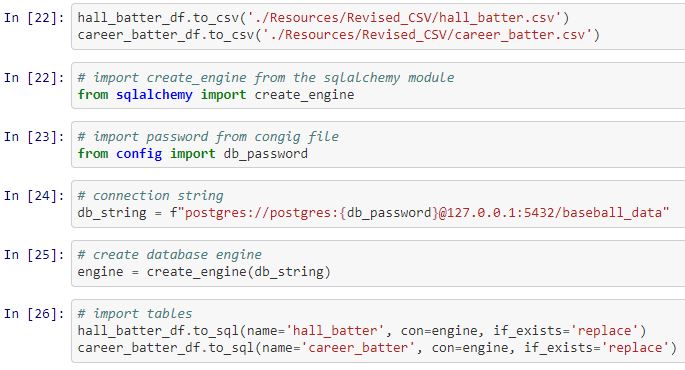 In [22]: hall_batter_df.to_csv('./Resources/Revised_CSV/hall_batter.csv')
career_batter_df.to_csv('./Resources/Revised_CSV/career_batter.csv')
In [22]: # import create_engine from the sqlalchemy module
from sqlalchemy import create_engine
In [23]: # import password from congig file
from config import db_password
In [24]: # connection string
db_string = f"postgres://postgres:{db_password}@127.0.0.1:5432/baseball_data"
In [25]: # create database engine
engine = create_engine(db_string)
In [26]: # import tables
hall_batter_df.to_sql(name='hall_batter', con=engine, if_exists='replace')
career_batter_df.to_sql(name='career_batter', con=engine, if_exists='replace')